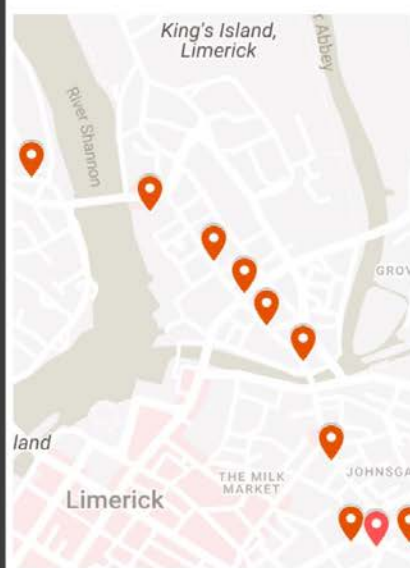 King's Island,
Limerick
r Abbey
River Shannon
GROV
land
THE MILK
MARKET
JOHNSGA
Limerick